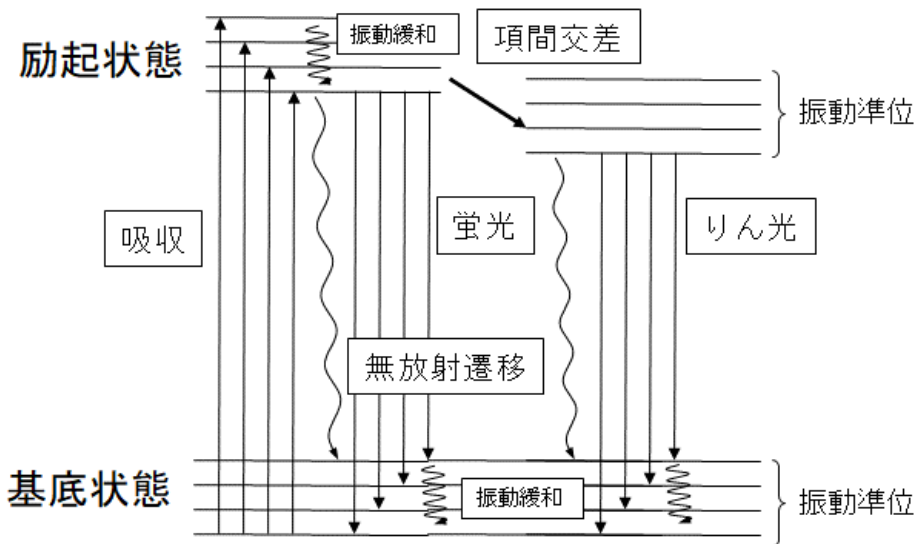 振動緩和
項間交差
励起状態
振動準位
吸収
蛍光
りん光
無放射遷移
基底状態
振動緩和
振動準位